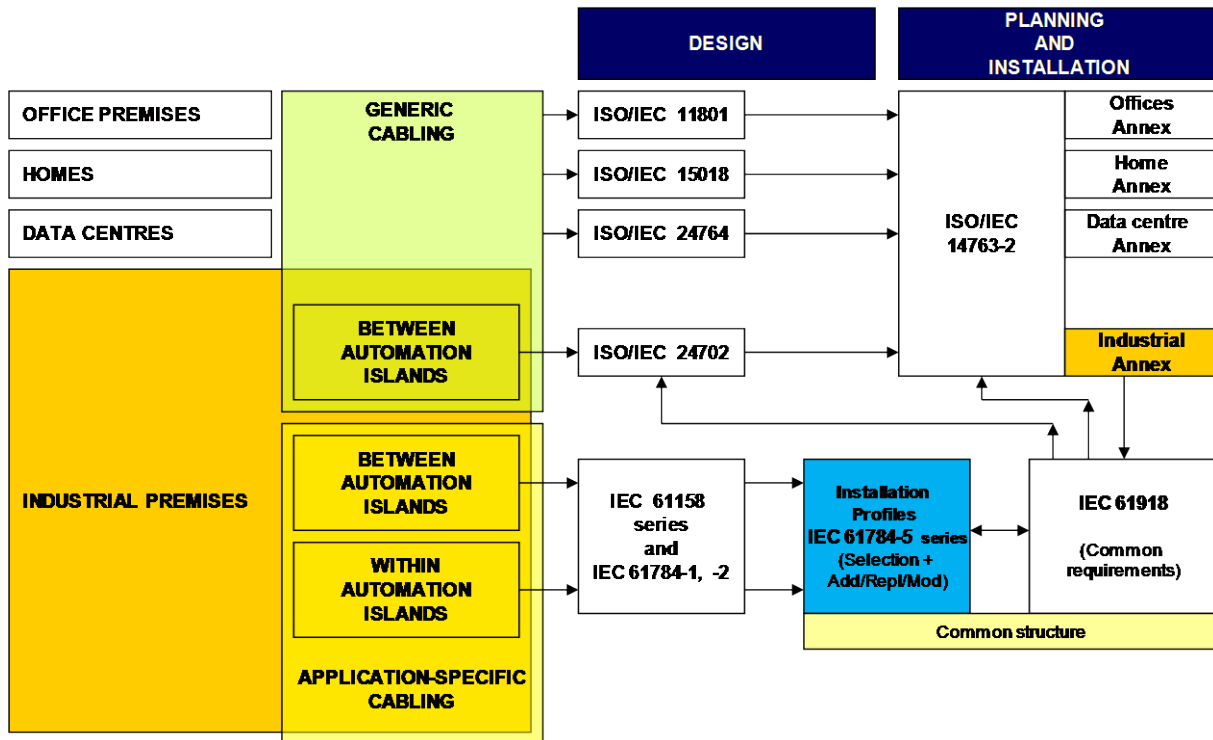 DESIGN
PLANNING
AND
INSTALLATION
OFFICE PREMISES
GENERIC
CABLING
ISO/IEC 11801
Offices
Annex
HOMES
ISO/IEC 15018
Home
Annex
DATA CENTRES
ISO/IEC 24764
ISO/IEC
14763-2
Data centre
Annex
BETWEEN
AUTOMATION
ISLANDS
ISO/IEC 24702
Industrial
Annex
INDUSTRIAL PREMISES
BETWEEN
AUTOMATION
ISLANDS
WITHIN
AUTOMATION
ISLANDS
APPLICATION-SPECIFIC
CABLING
IEC 61158
series
and
IEC 61784-1, -2
Installation
Profiles
IEC 61784-5 series
(Selection +
Add/Repl/Mod)
IEC 61918
(Common
requirements)
Common structure